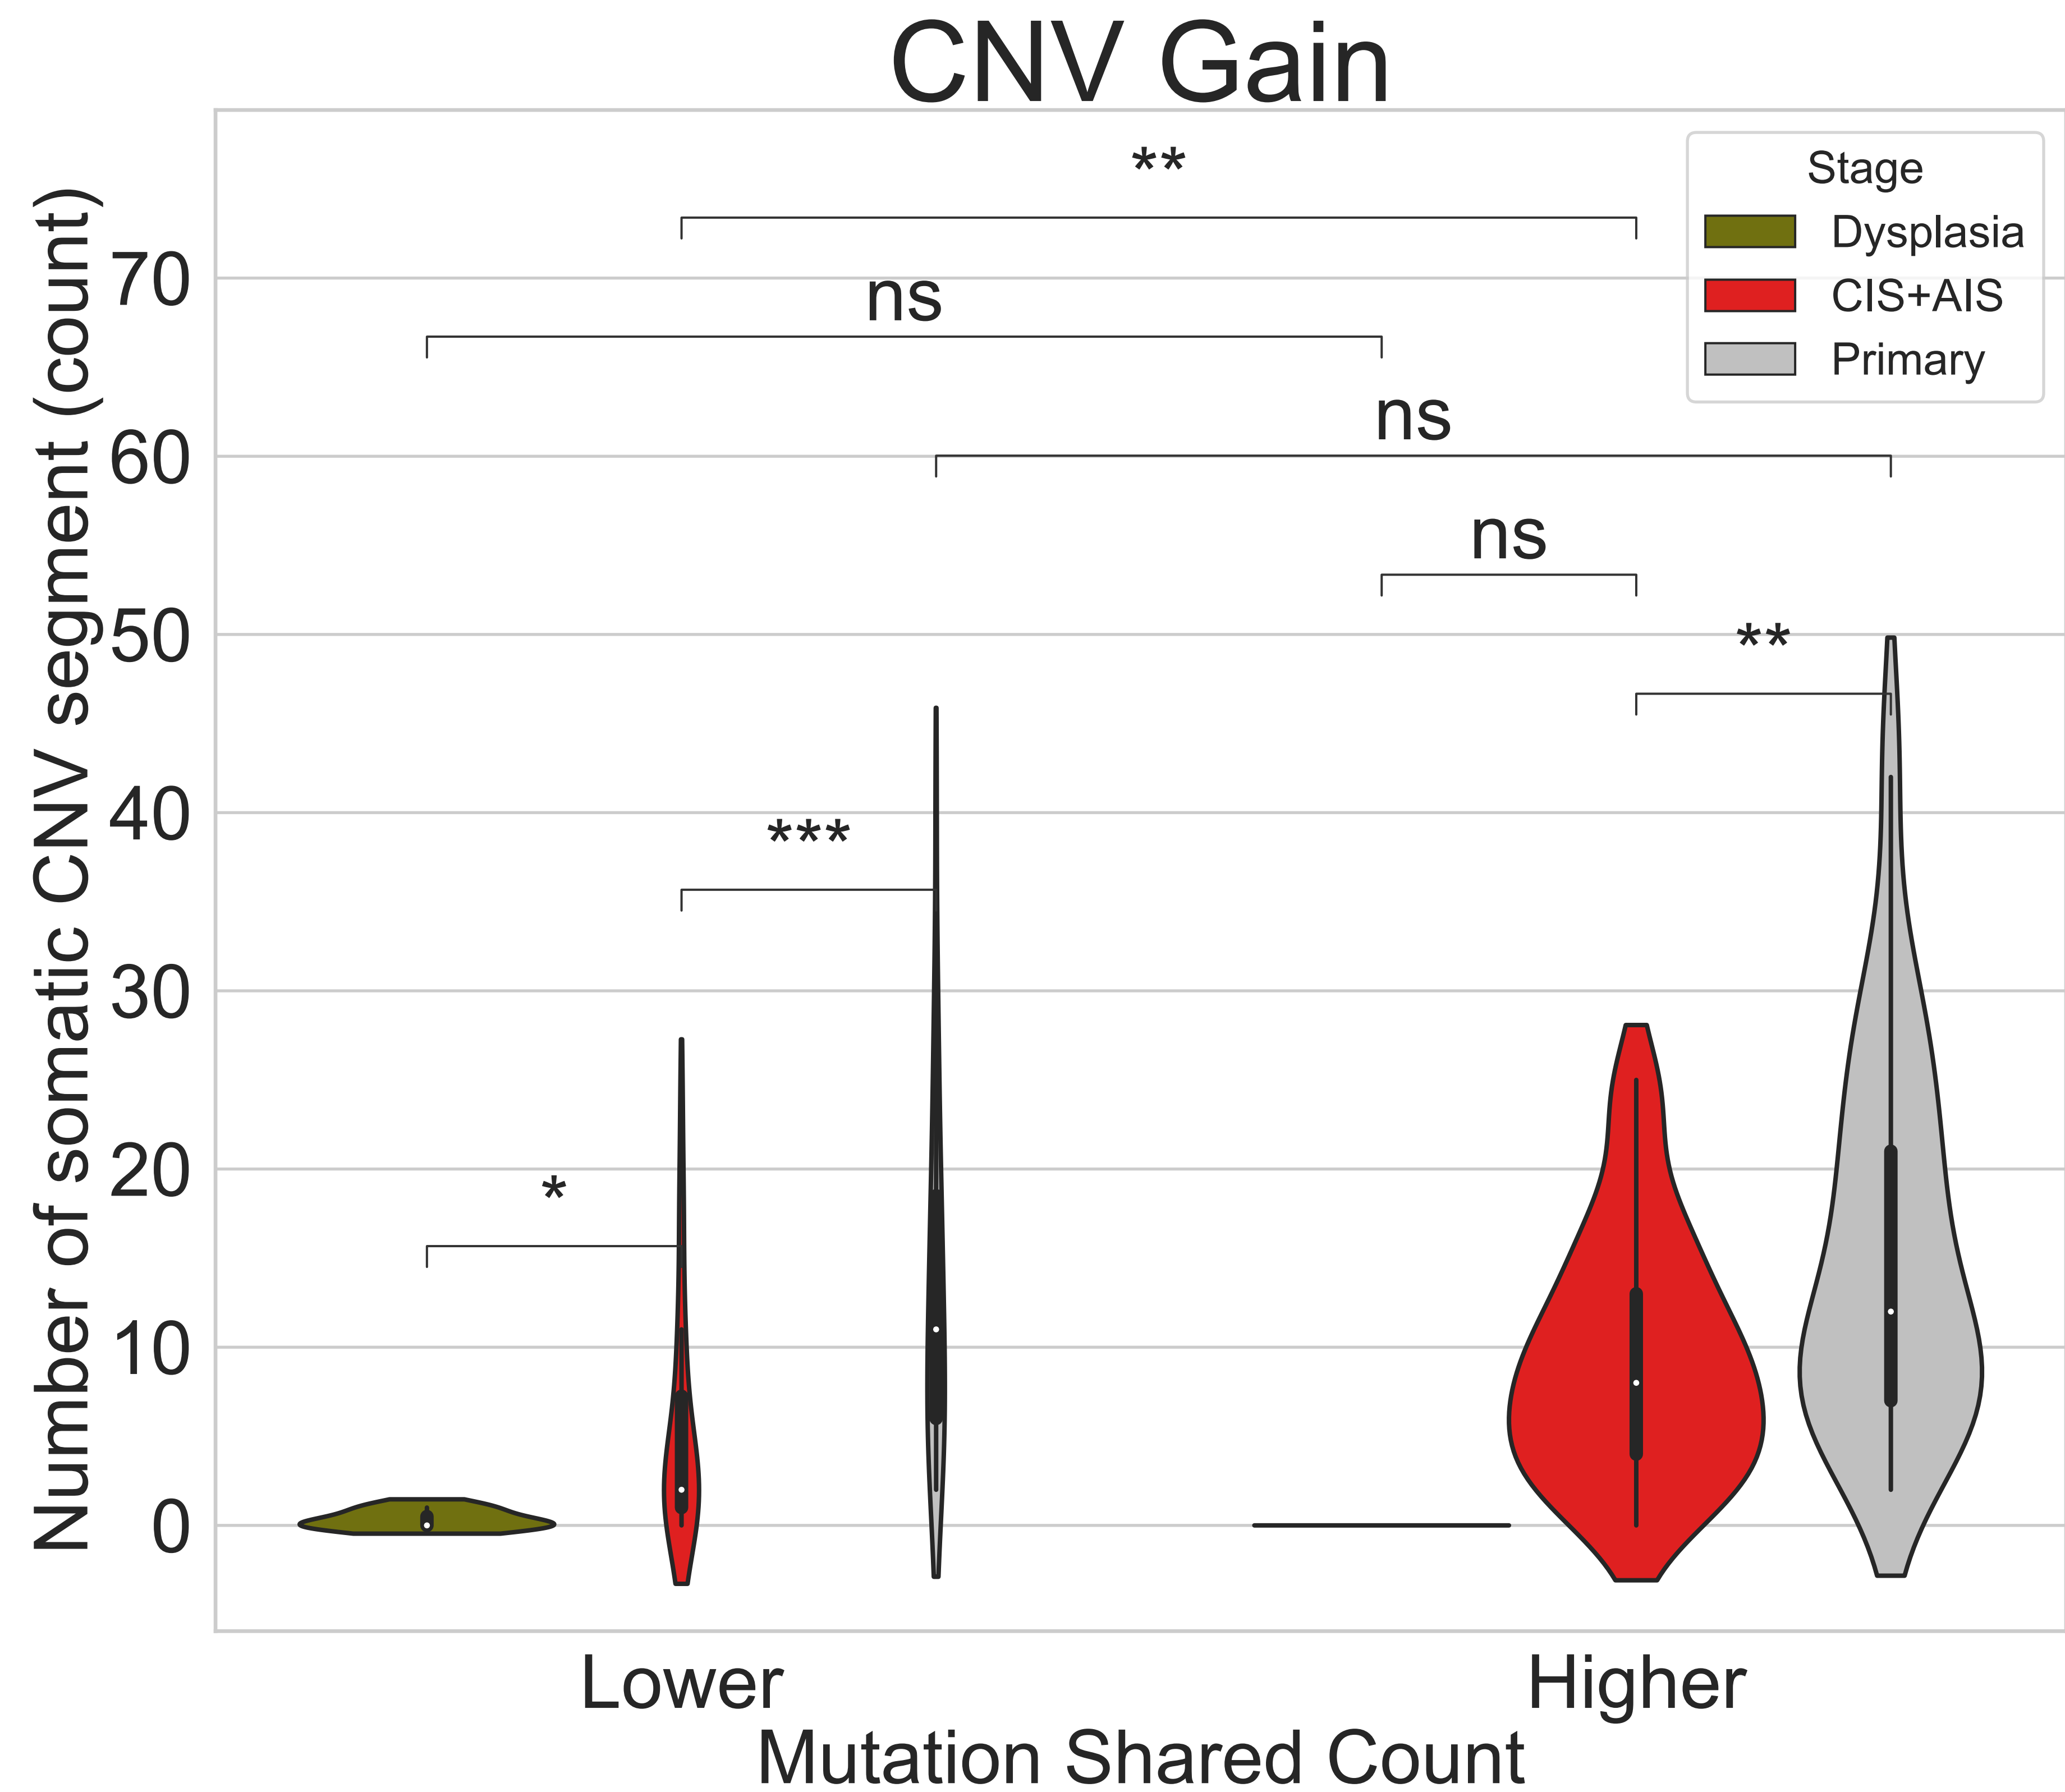 CNV Gain
Number of somatic CNV segment (count)
70
60
50
40
30
20
10
0
**
ns
ns
ns
**
***
*
Stage
Dysplasia
CIS+AIS
Primary
Lower
Higher
Mutation Shared Count